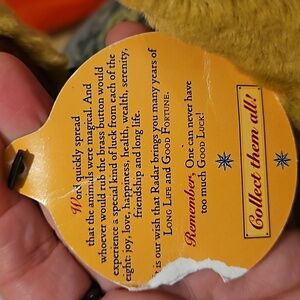 Word quickly spread
that the animals were magical. And
whoever would rub the brass button would
experience a special kind of luck from each of the
eight: joy, love, happiness, health, wealth, serenity,
friendship and long life.
t is our wish that Radar brings you many years of
LONG LIFE and GOOD FORTUNE.
Remember, One can never have
too much GOOD LUCK!
Collect them all!